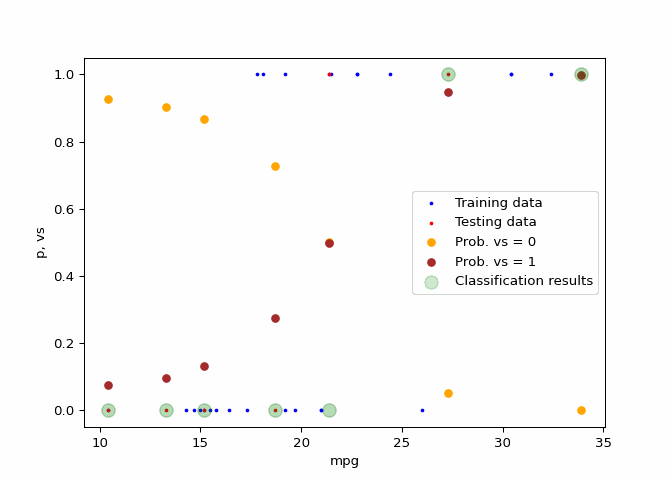 1.0
0.8
0.6
0.4
0.2
0.0
p, vs
Training data
Testing data
Prob. vs = 0
Prob. vs = 1
Classification results
10 15 20 25 30 35
mpg